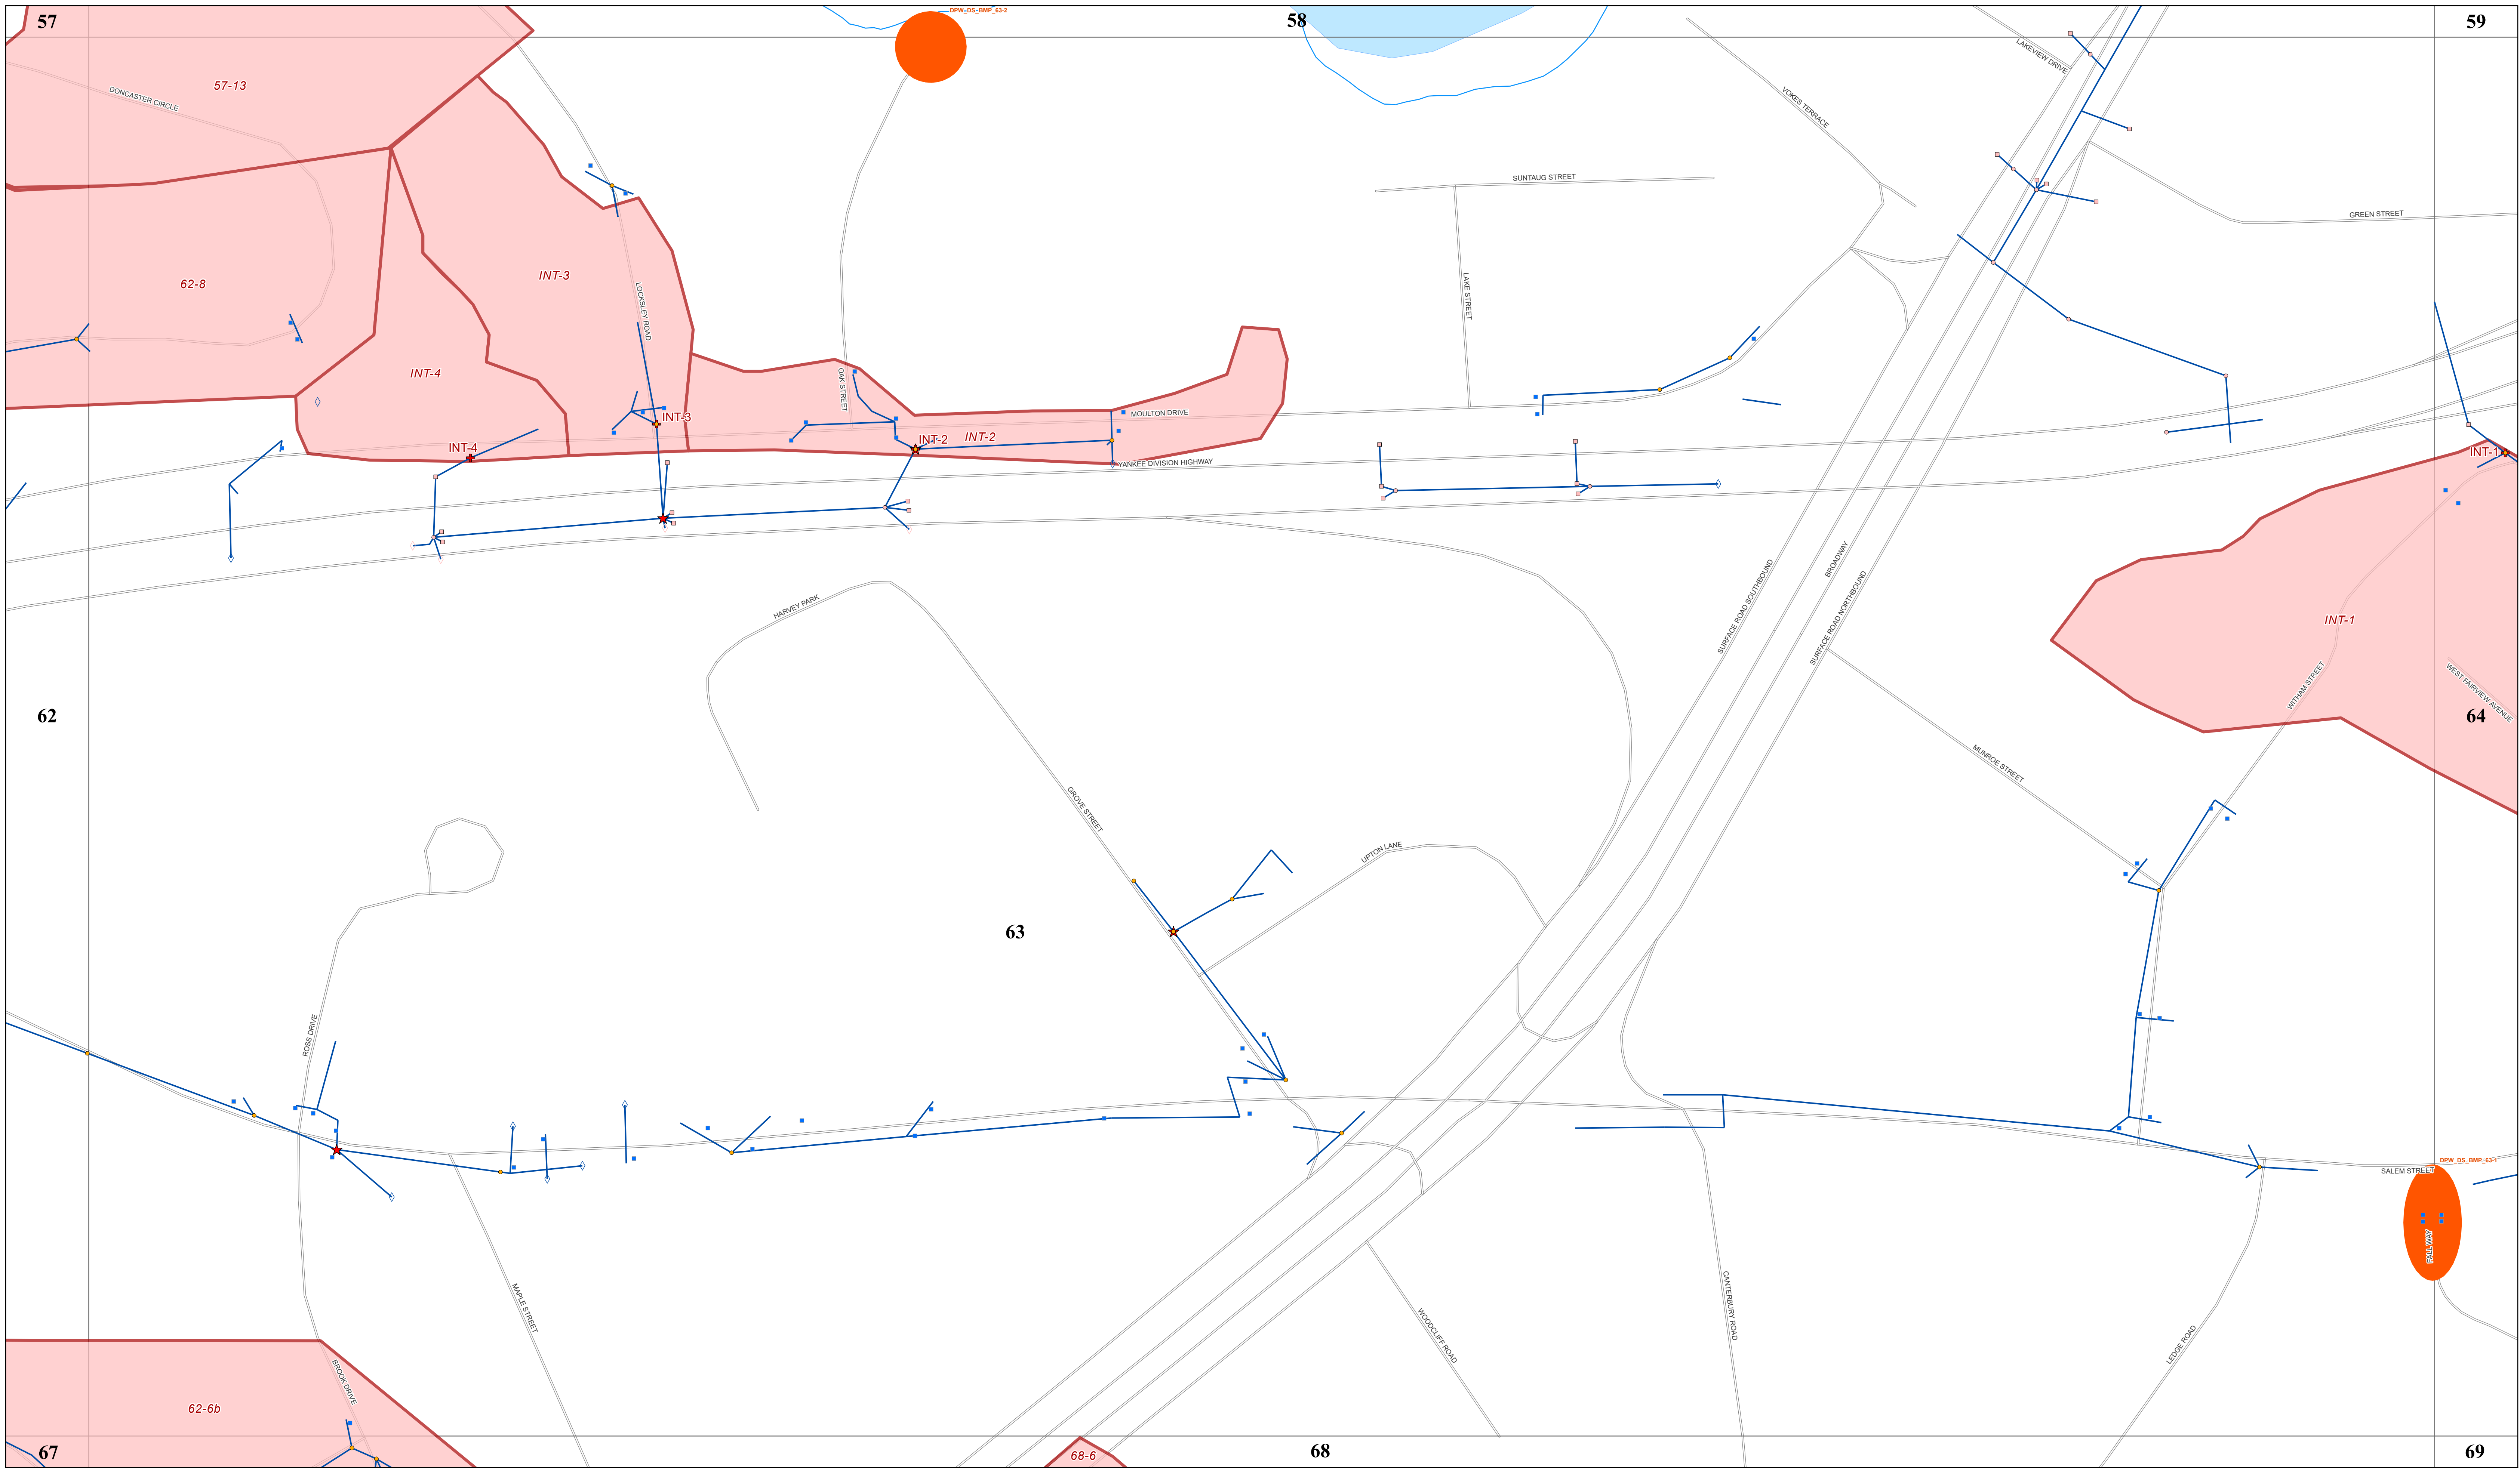 57
DPW_DS_BMP_63-2
58
59
LAKEVIEW DRIVE
57-13
DONCASTER CIRCLE
VOKES TERRACE
SUNTAUG STREET
GREEN STREET
INT-3
62-8
LOCKSLEY ROAD
LAKE STREET
INT-4
OAK STREET
MOULTON DRIVE
INT-3
INT-2
INT-2
INT-4
YANKEE DIVISION HIGHWAY
INT-1
BROADWAY
SURFACE ROAD SOUTHBOUND
SURFACE ROAD NORTHBOUND
HARVEY PARK
INT-1
WITHAM STREET
WEST FAIRVIEW AVENUE
62
64
MUNROE STREET
GROVE STREET
UPTON LANE
63
ROSS DRIVE
DPW_DS_BMP_63-1
SALEM STREET
FALL WAY
MAPLE STREET
CANTERBURY ROAD
WOODCLIFF ROAD
LEDGE ROAD
BROOK DRIVE
62-6b
67
68-6
68
69